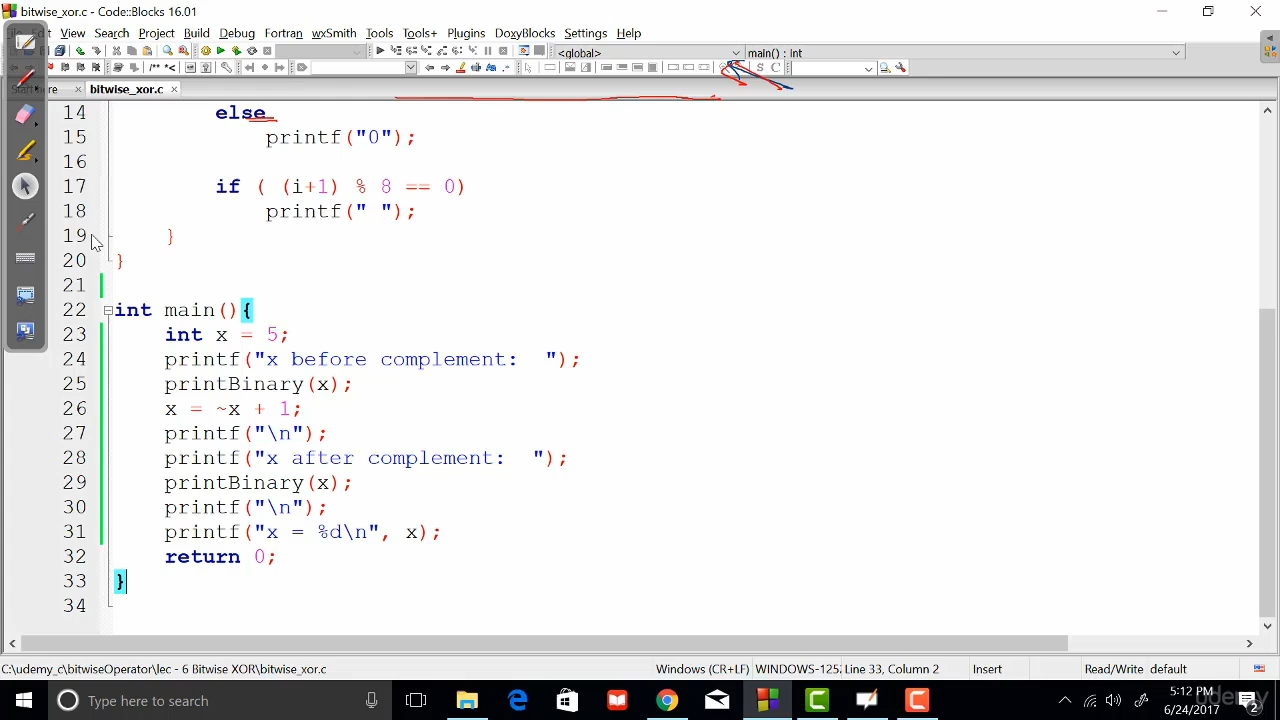 bitwise_xor.c - Code::Blocks 16.01
View Search Project Build Debug Fortran wxSmith Tools Tools+ Plugins DoxyBlocks Settings Help
<global> main() : int
/** *<
S C
here bitwise_xor.c
14 else
15 printf("0");
16
17 if ( (i+1) % 8 == 0)
18 printf(" ");
19 }
20 }
21
22 int main(){
23 int x = 5;
24 printf("x before complement:  ");
25 printBinary(x);
26 x = ~x + 1;
27 printf("\n");
28 printf("x after complement:  ");
29 printBinary(x);
30 printf("\n");
31 printf("x = %d\n", x);
32 return 0;
33 }
34
C:\udemy_c\bitwiseOperator\lec - 6 Bitwise XOR\bitwise_xor.c Windows (CR+LF) WINDOWS-1252 Line 33, Column 2 Insert Read/Write default
Type here to search
5:12 PM
6/24/2017
2
udemy